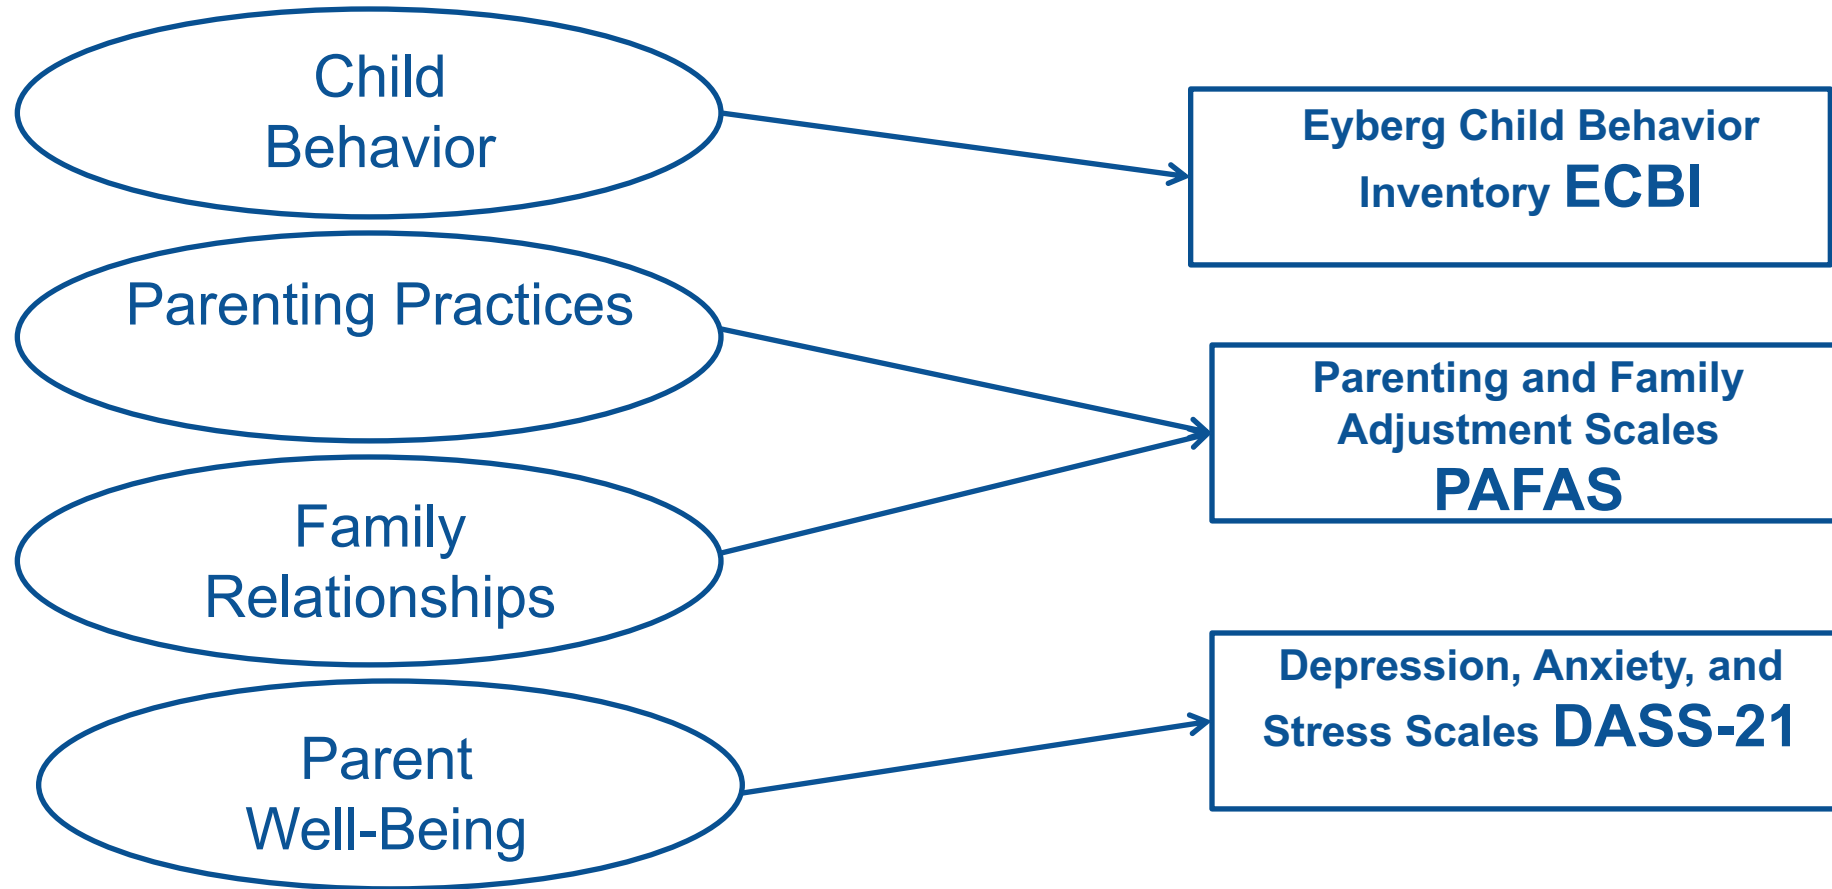 Child
Behavior
Eyberg Child Behavior
Inventory ECBI
Parenting Practices
Parenting and Family
Adjustment Scales
PAFAS
Family
Relationships
Depression, Anxiety, and
Stress Scales DASS-21
Parent
Well-Being